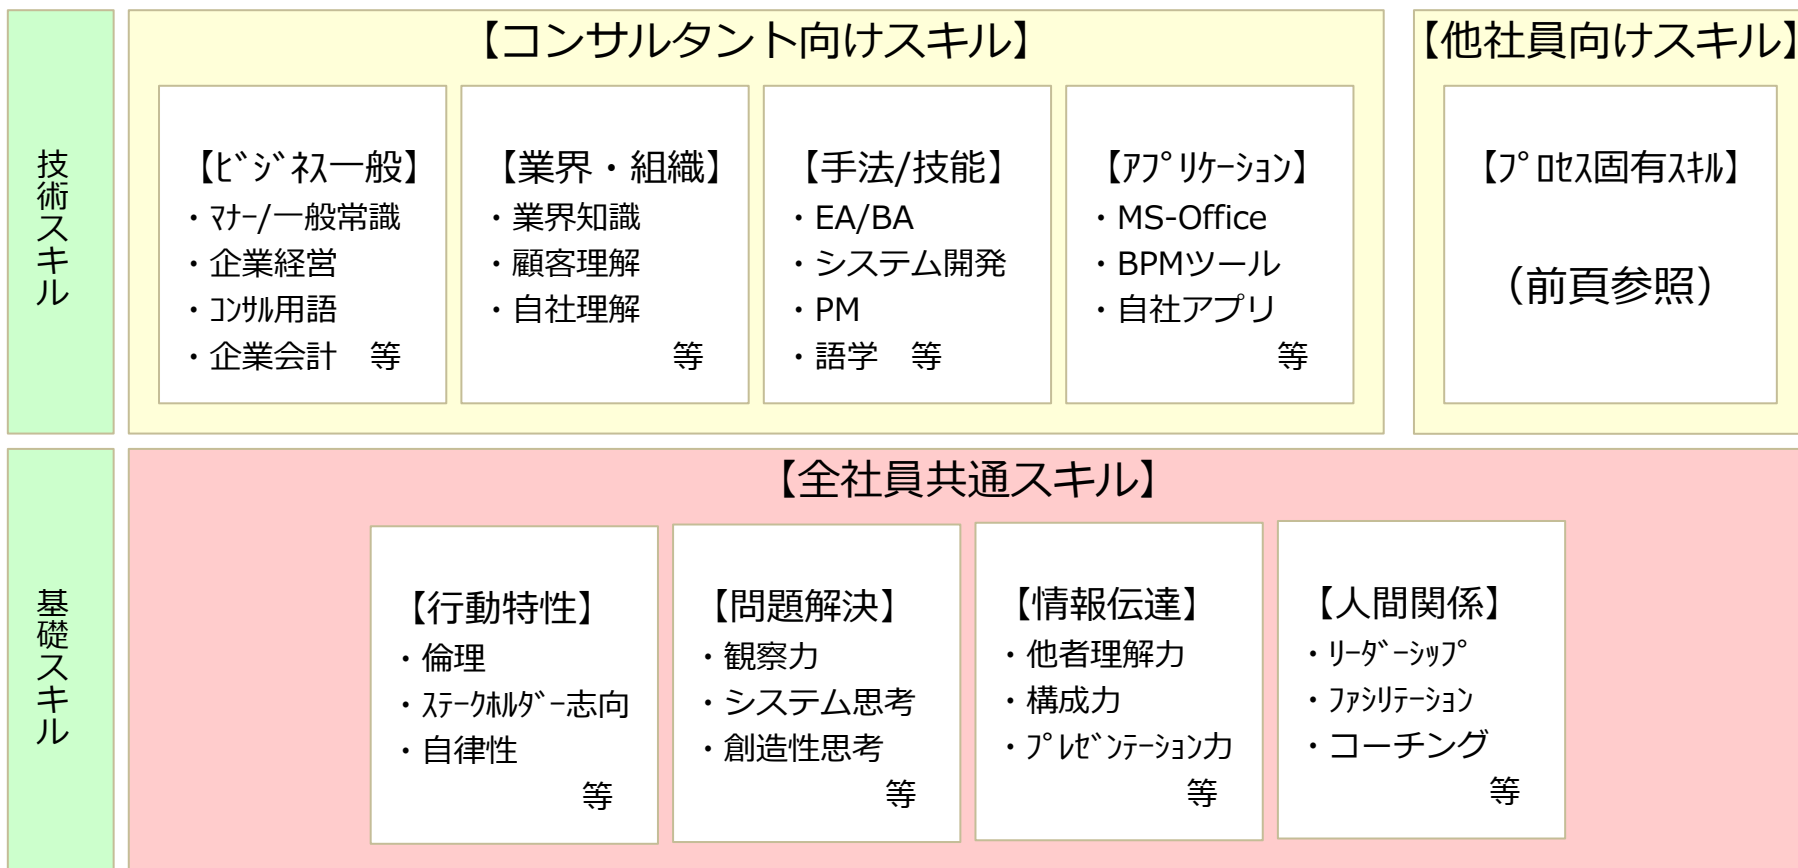 技術スキル
【コンサルタント向けスキル】
【ﾋﾞｼﾞﾈｽ一般】
・ﾏﾅｰ/一般常識
・企業経営
・ｺﾝｻﾙ用語
・企業会計　等
【業界・組織】
・業界知識
・顧客理解
・自社理解
等
【手法/技能】
・EA/BA
・システム開発
・PM
・語学　等
【ｱﾌﾟﾘｹｰｼｮﾝ】
・MS-Office
・BPMツール
・自社アプリ
等
【他社員向けスキル】
【ﾌﾟﾛｾｽ固有ｽｷﾙ】
（前頁参照）
基礎スキル
【全社員共通スキル】
【行動特性】
・倫理
・ｽﾃｰｸﾎﾙﾀﾞｰ志向
・自律性
等
【問題解決】
・観察力
・システム思考
・創造性思考
等
【情報伝達】
・他者理解力
・構成力
・ﾌﾟﾚｾﾞﾝﾃｰｼｮﾝ力
等
【人間関係】
・ﾘｰﾀﾞｰｼｯﾌﾟ
・ﾌｧｼﾘﾃｰｼｮﾝ
・コーチング
等